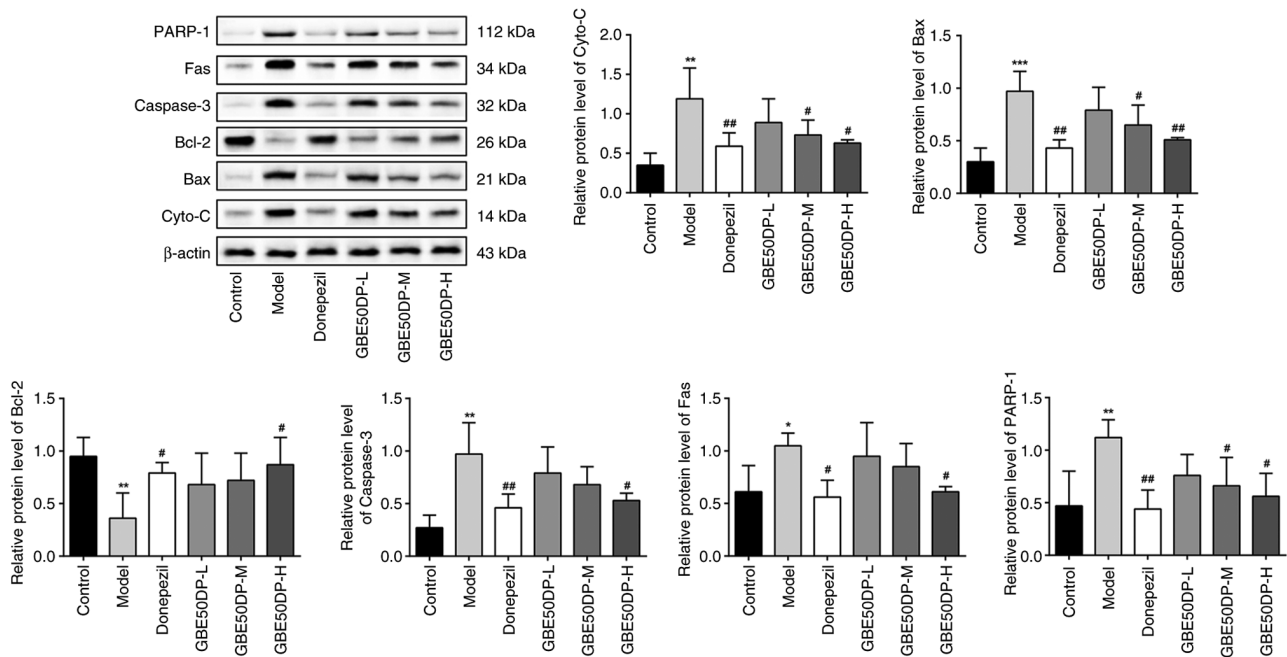 PARP-1 112 kDa
Fas 34 kDa
Caspase-3 32 kDa
Bcl-2 26 kDa
Bax 21 kDa
Cyto-C 14 kDa
β-actin 43 kDa
Control
Model
Donepezil
GBE50DP-L
GBE50DP-M
GBE50DP-H
Relative protein level of Cyto-C
2.0
1.5
1.0
0.5
0.0
**
##
#
#
Control
Model
Donepezil
GBE50DP-L
GBE50DP-M
GBE50DP-H
Relative protein level of Bax
1.5
1.0
0.5
0.0
***
##
#
##
Control
Model
Donepezil
GBE50DP-L
GBE50DP-M
GBE50DP-H
Relative protein level of Bcl-2
1.5
1.0
0.5
0.0
**
#
#
Control
Model
Donepezil
GBE50DP-L
GBE50DP-M
GBE50DP-H
Relative protein level
of Caspase-3
1.5
1.0
0.5
0.0
**
##
#
Control
Model
Donepezil
GBE50DP-L
GBE50DP-M
GBE50DP-H
Relative protein level of Fas
1.5
1.0
0.5
0.0
*
#
#
Control
Model
Donepezil
GBE50DP-L
GBE50DP-M
GBE50DP-H
Relative protein level of PARP-1
1.5
1.0
0.5
0.0
**
##
#
#
Control
Model
Donepezil
GBE50DP-L
GBE50DP-M
GBE50DP-H